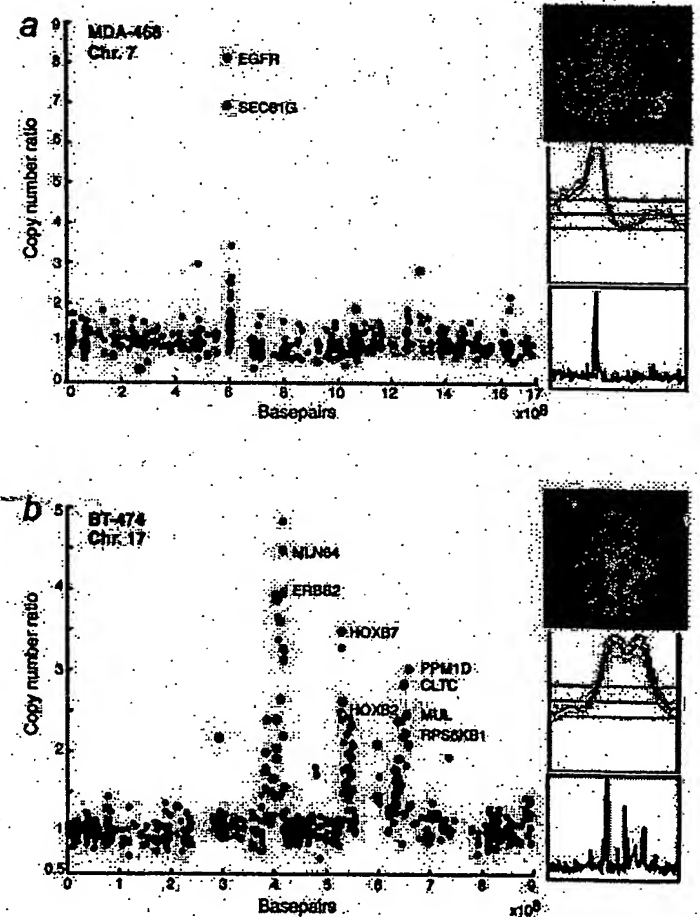 a
MDA-468
Chr. 7
Copy number ratio
9
8
7
6
5
4
3
2
1
0
EGFR
SEC61G
0 2 4 6 8 10 12 14 16 17
Basepairs
x10⁸
b
BT-474
Chr. 17
Copy number ratio
5
4
3
2
1
0.5
MLN64
ERBB2
HOXB7
PPM1D
CLTC
HOXB2
MUL
RPS6KB1
0 1 2 3 4 5 6 7 8 9
Basepairs
x10⁸